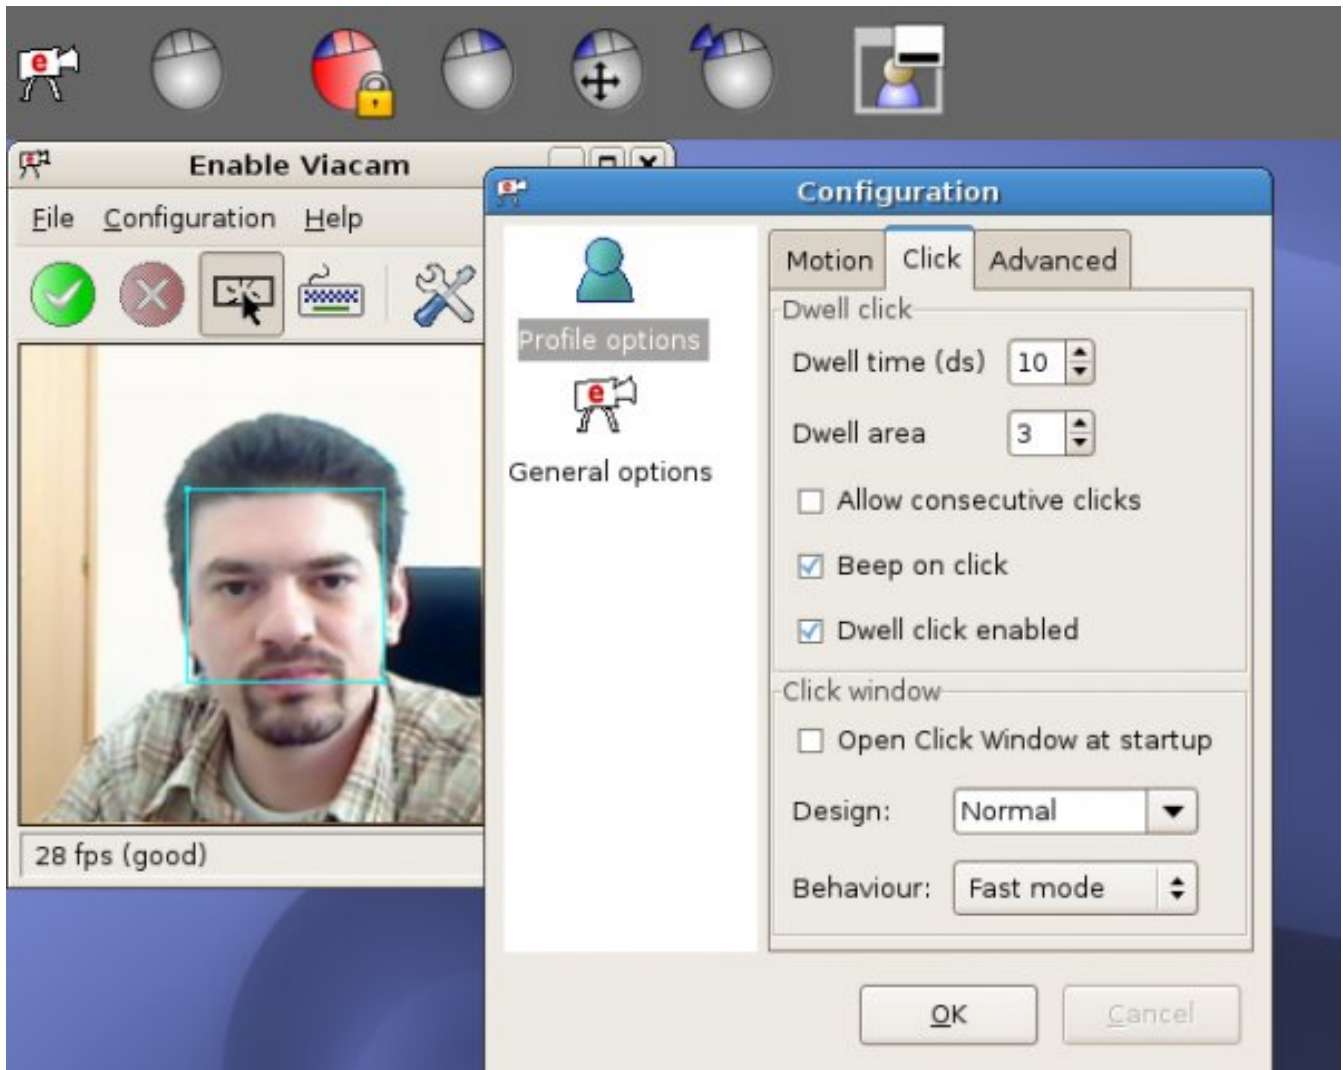 e
Enable Viacam
File Configuration Help
28 fps (good)
Configuration
Profile options
e
General options
Motion Click Advanced
Dwell click
Dwell time (ds) 10
Dwell area 3
Allow consecutive clicks
Beep on click
Dwell click enabled
Click window
Open Click Window at startup
Design: Normal
Behaviour: Fast mode
OK Cancel